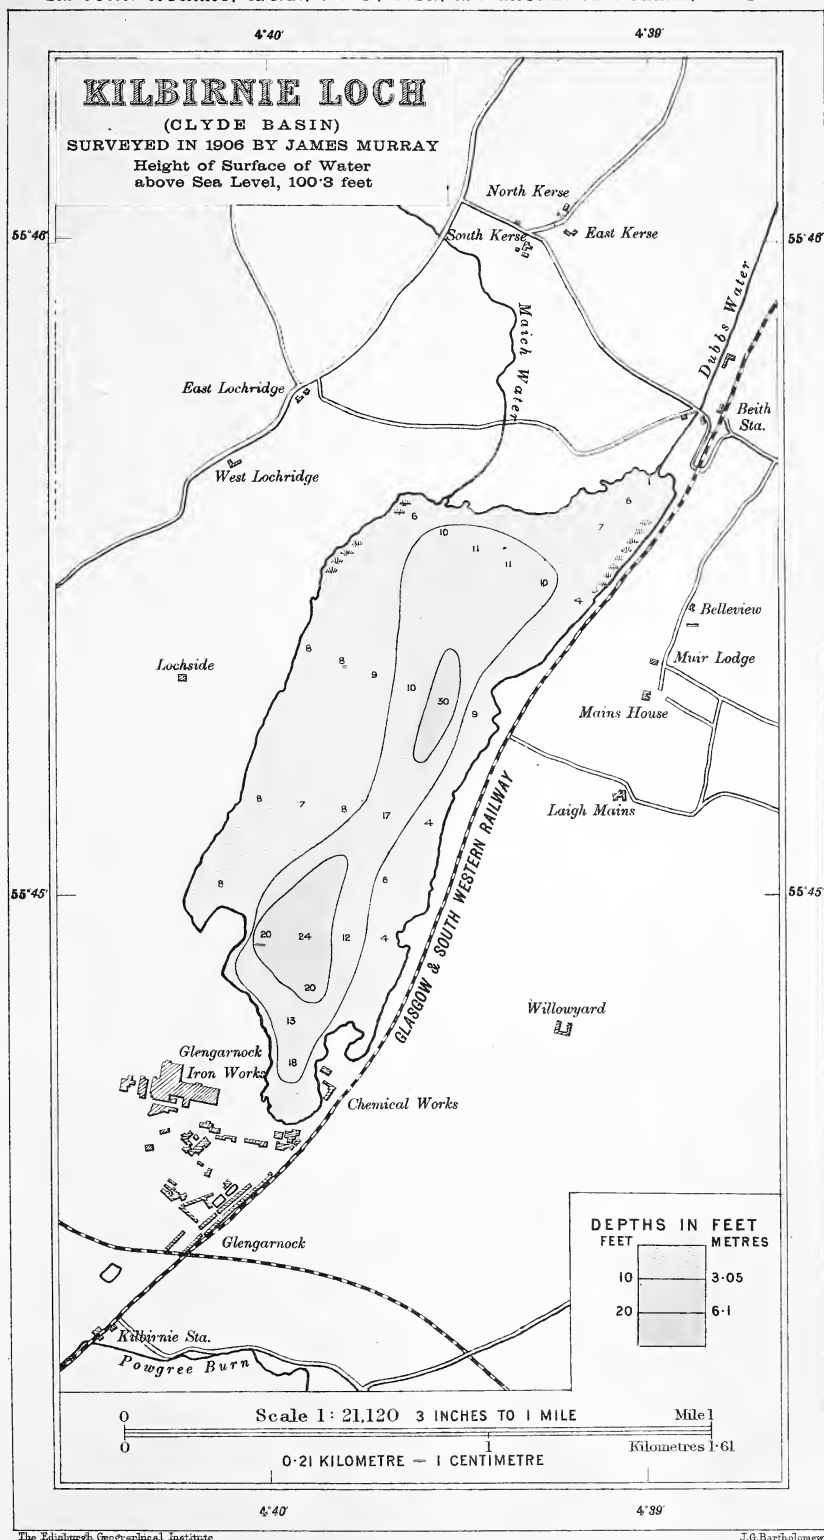 4°40' 4°39'
KILBIRNIE LOCH
(CLYDE BASIN)
SURVEYED IN 1906 BY JAMES MURRAY
Height of Surface of Water
above Sea Level, 100·3 feet
North Kerse
55°46' South Kerse East Kerse 55°46'
Dubbs Water
Maich Water
East Lochridge
Beith
Sta.
West Lochridge
1
6 6
7
10
11
11
10
4
Belleview
8
8
9
Lochside
Muir Lodge
10
30
9
Mains House
8
7
8
17
4
Laigh Mains
GLASGOW & SOUTH WESTERN RAILWAY
8 6
55°45' 55°45'
20 24 12 4
20
Willowyard
13
18
Glengarnock
Iron Works
Chemical Works
Glengarnock
DEPTHS IN FEET
FEET METRES
10 3·05
20 6·1
Kilbirnie Sta.
Powgree Burn
0 Scale 1:21,120 3 INCHES TO 1 MILE Mile 1
0 1 Kilometres 1·61
0·21 KILOMETRE = 1 CENTIMETRE
4°40' 4°39'
The Edinburgh Geographical Institute J.G.Bartholomew